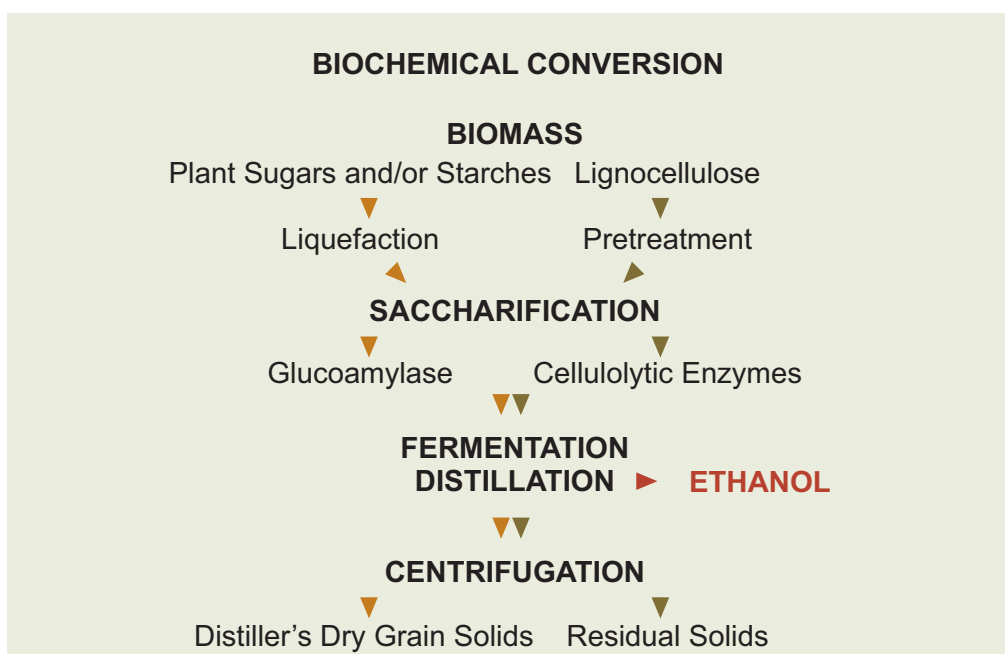 BIOCHEMICAL CONVERSION
BIOMASS
Plant Sugars and/or Starches Lignocellulose
Liquefaction Pretreatment
SACCHARIFICATION
Glucoamylase Cellulolytic Enzymes
FERMENTATION
DISTILLATION ETHANOL
CENTRIFUGATION
Distiller’s Dry Grain Solids Residual Solids